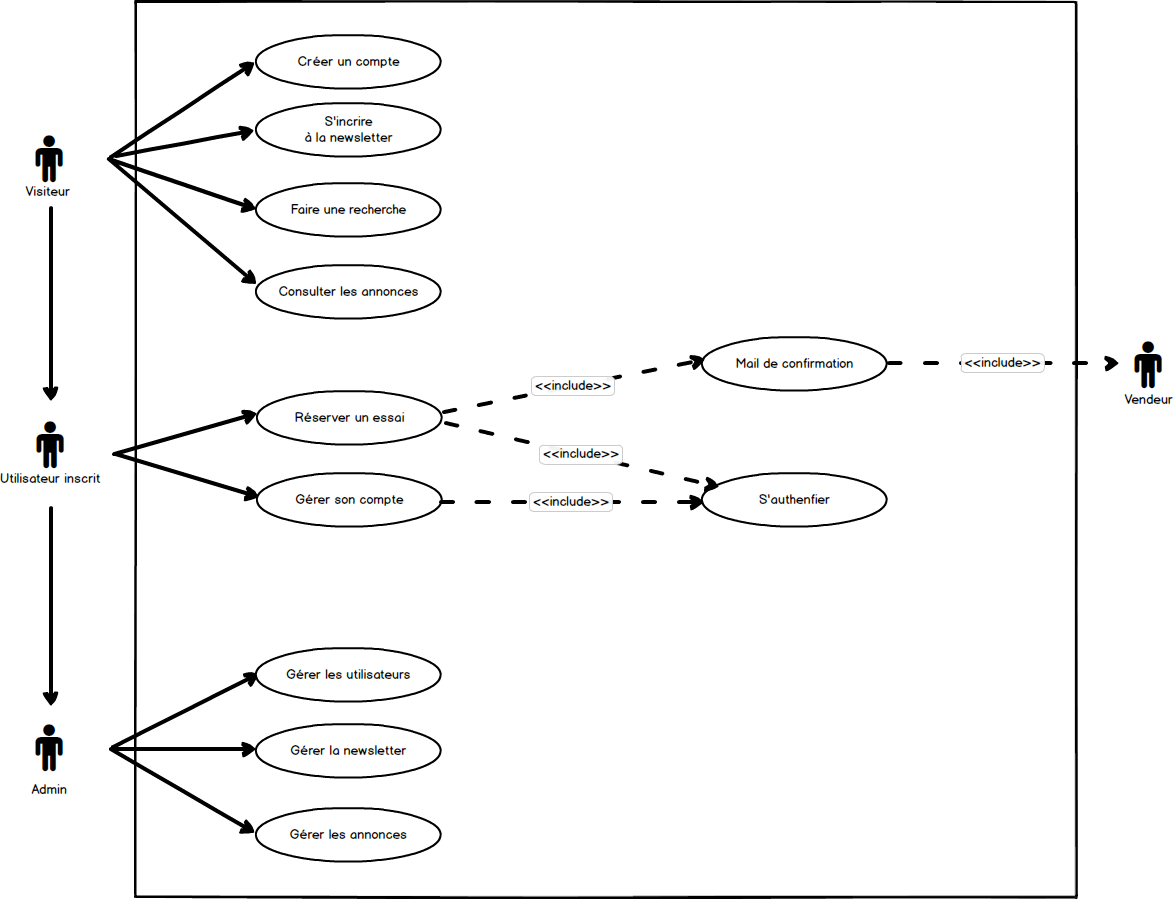 Créer un compte
S'incrire
à la newsletter
Visiteur
Faire une recherche
Consulter les annonces
<<include>>
Mail de confirmation
<<include>>
Vendeur
Réserver un essai
<<include>>
Utilisateur inscrit
Gérer son compte
<<include>>
S'authenfier
Gérer les utilisateurs
Gérer la newsletter
Admin
Gérer les annonces